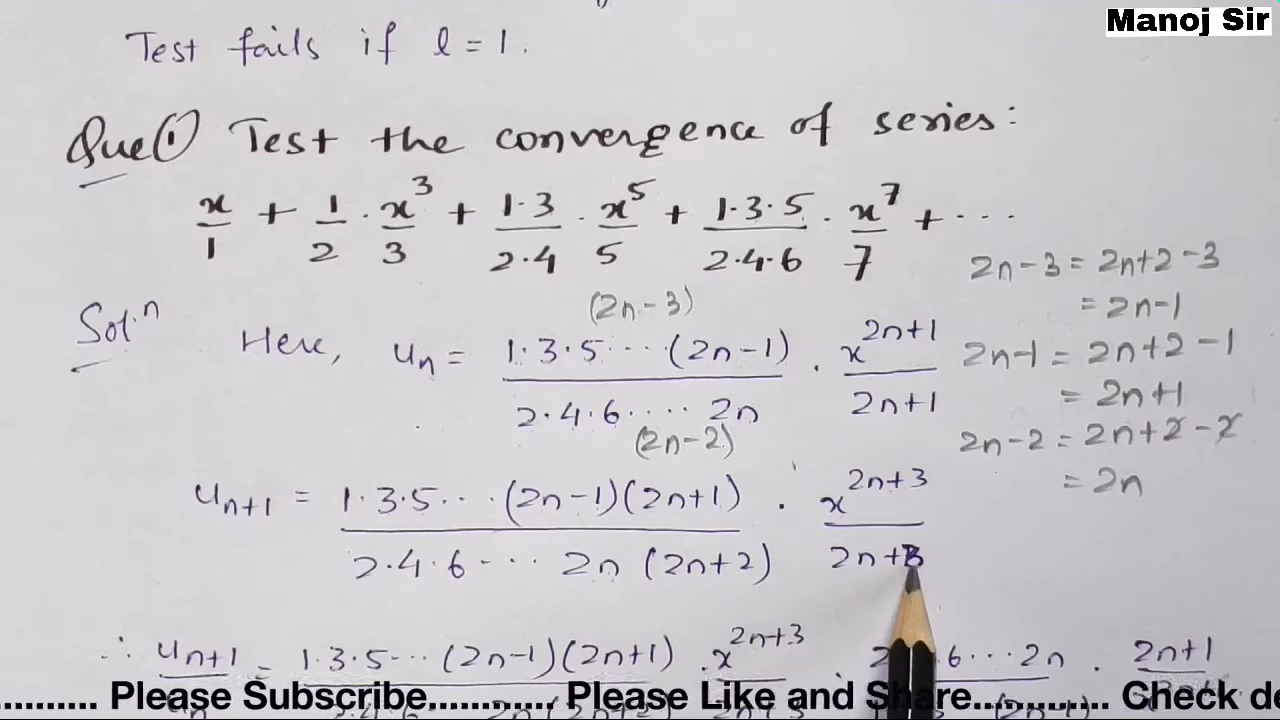 Manoj Sir
Test fails if l = 1.
Que ① Test the convergence of series:
x/1 + 1/2 · x³/3 + 1·3/2·4 · x⁵/5 + 1·3·5/2·4·6 · x⁷/7 + ···
2n-3 = 2n+2-3
= 2n-1
Solⁿ Here, uₙ = 1·3·5···(2n-1)/2·4·6···· 2n · x²ⁿ⁺¹/2n+1
(2n-3)
(2n-2)
2n-1 = 2n+2-1
= 2n+1
2n-2 = 2n+2-2
= 2n
uₙ₊₁ = 1·3·5···(2n-1)(2n+1)/2·4·6··· 2n (2n+2) · x²ⁿ⁺³/2n+3
∴ uₙ₊₁ = 1·3·5···(2n-1)(2n+1) · x²ⁿ⁺³ · 6···2n · 2n+1
.......... Please Subscribe............, Please Like and Share............ Check